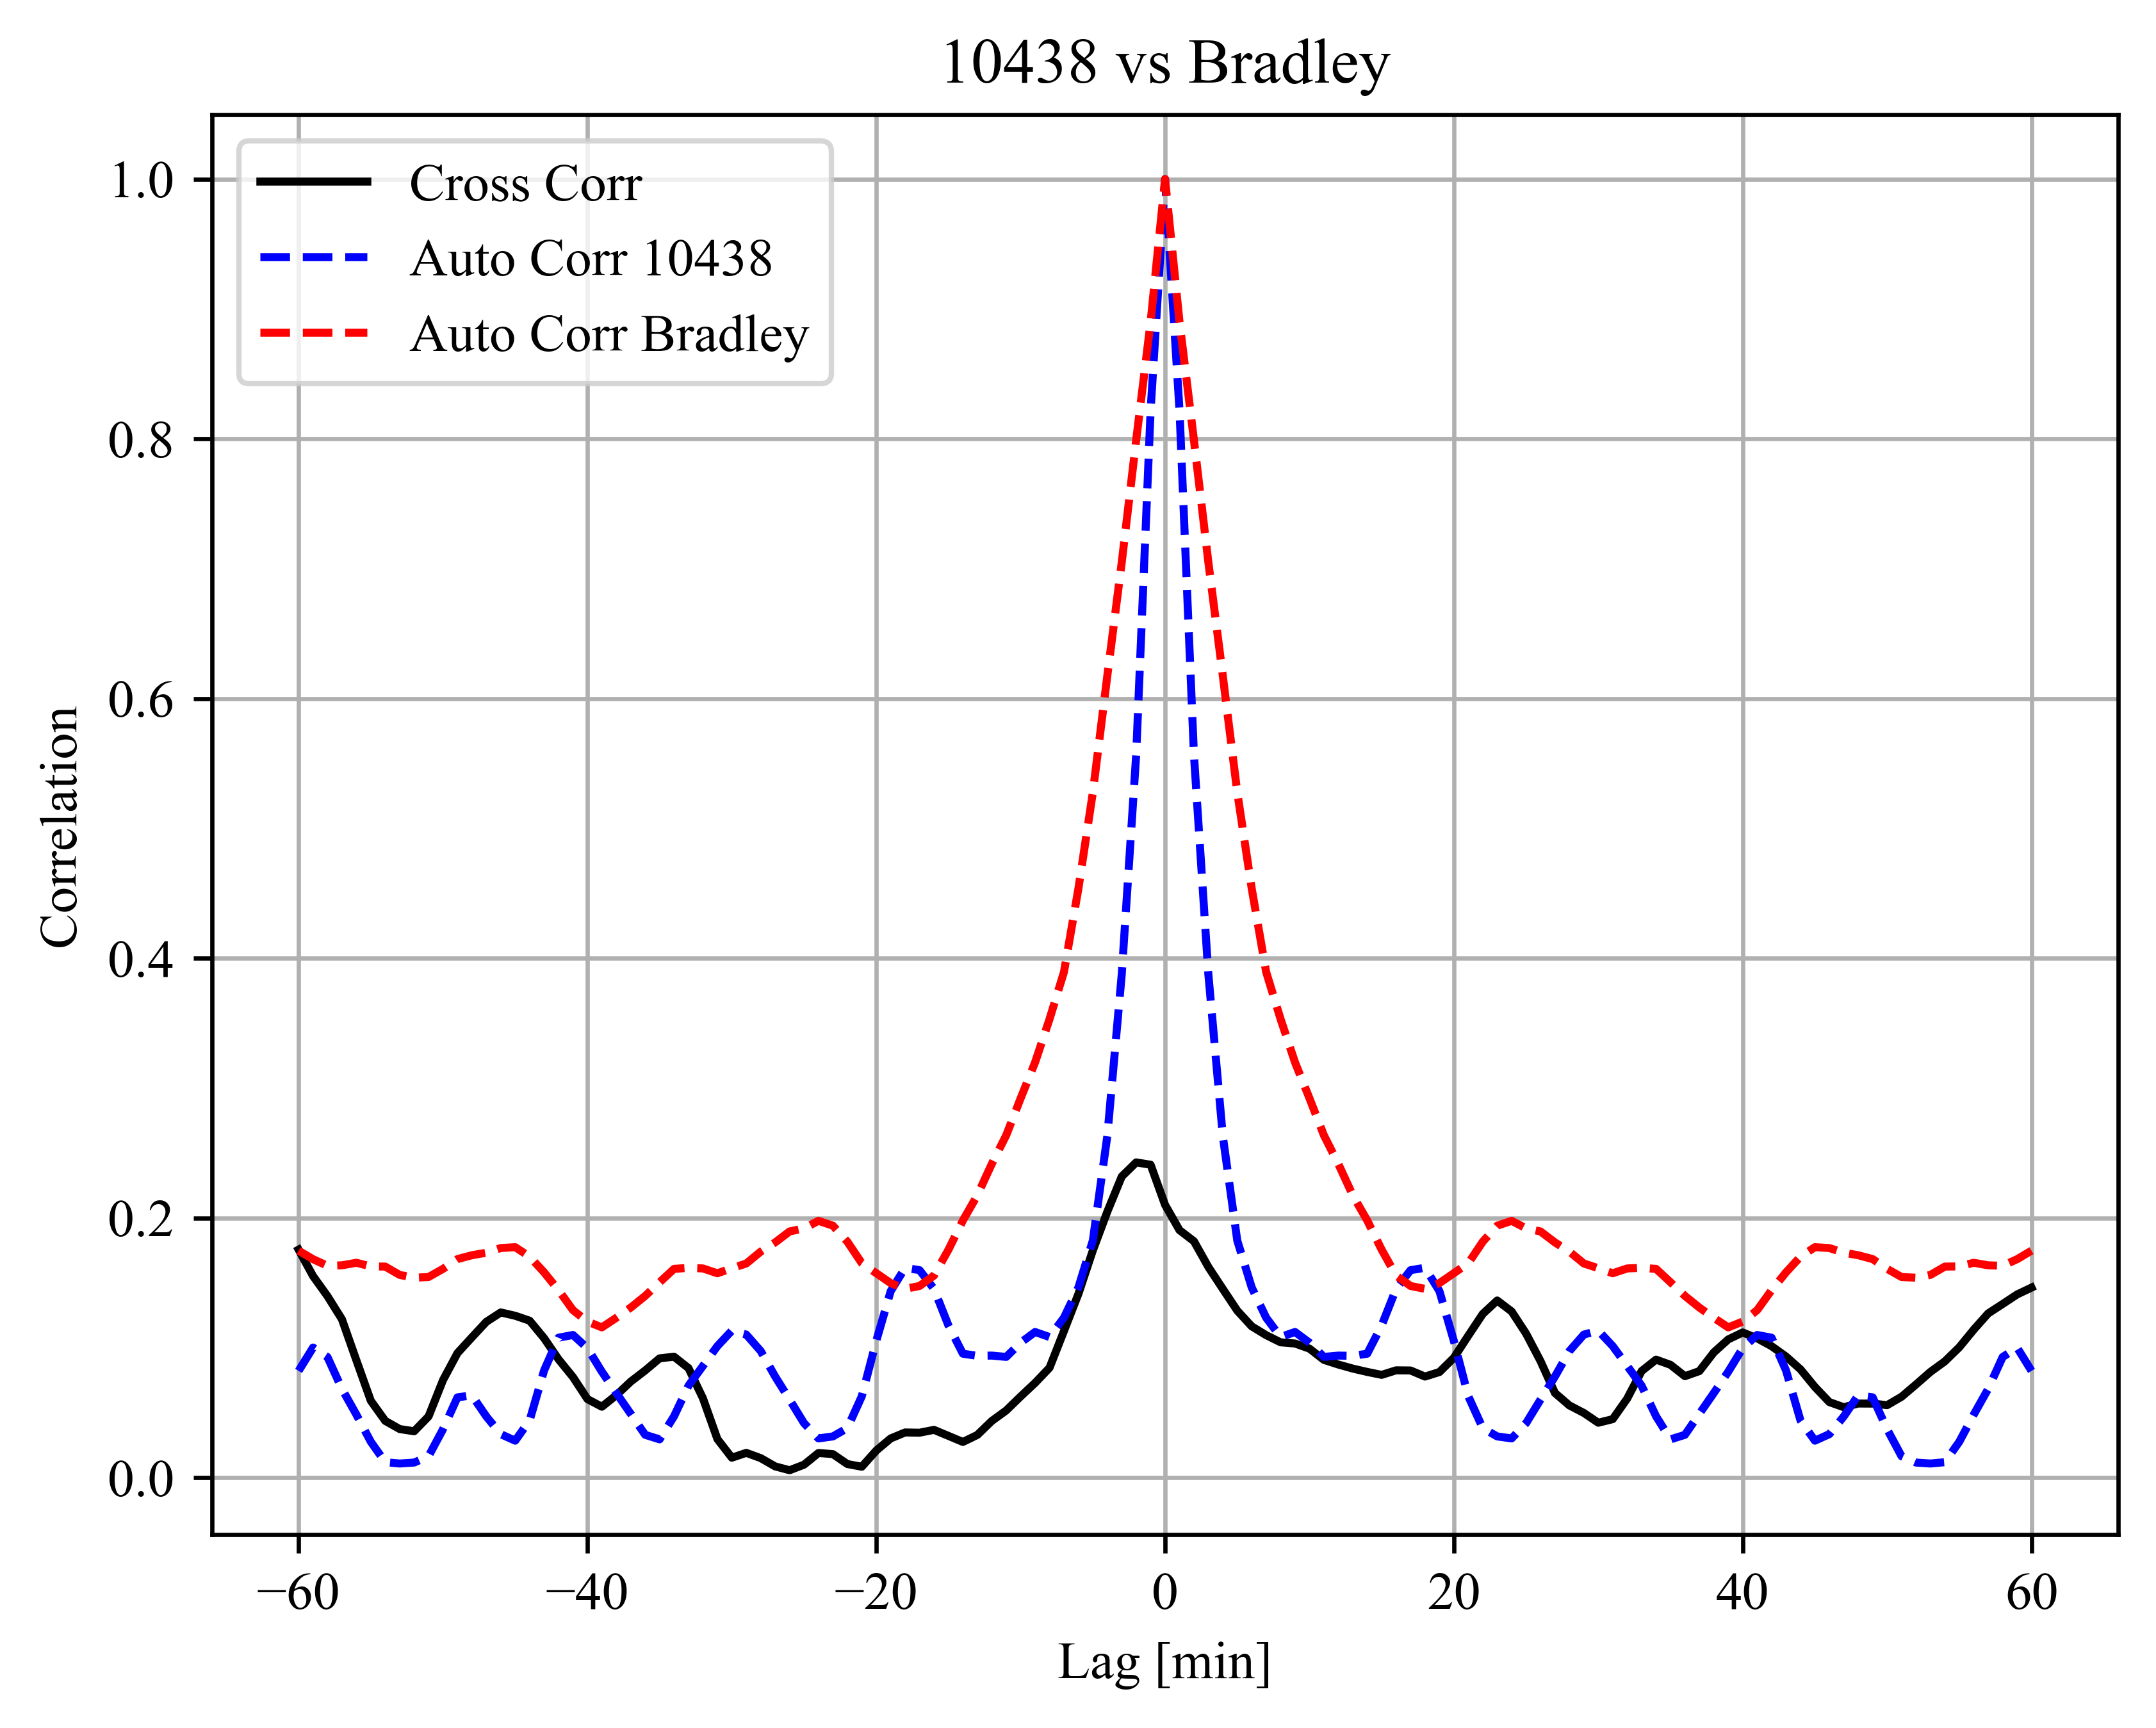 10438 vs Bradley
Cross Corr
Auto Corr 10438
Auto Corr Bradley
1.0
0.8
0.6
0.4
0.2
0.0
Correlation
−60 −40 −20 0 20 40 60
Lag [min]